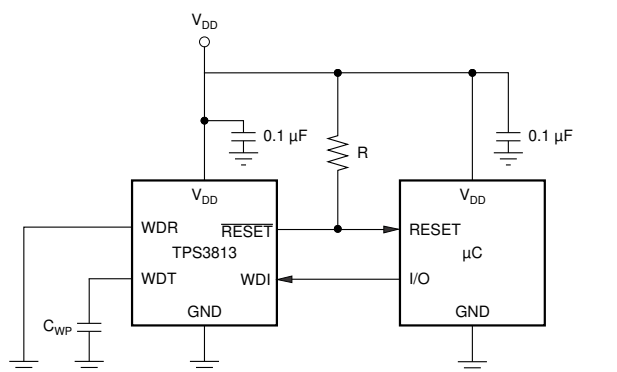 VDD
0.1 µF
R
0.1 µF
VDD
WDR
RESET
TPS3813
WDT
WDI
GND
CWP
VDD
RESET
µC
I/O
GND